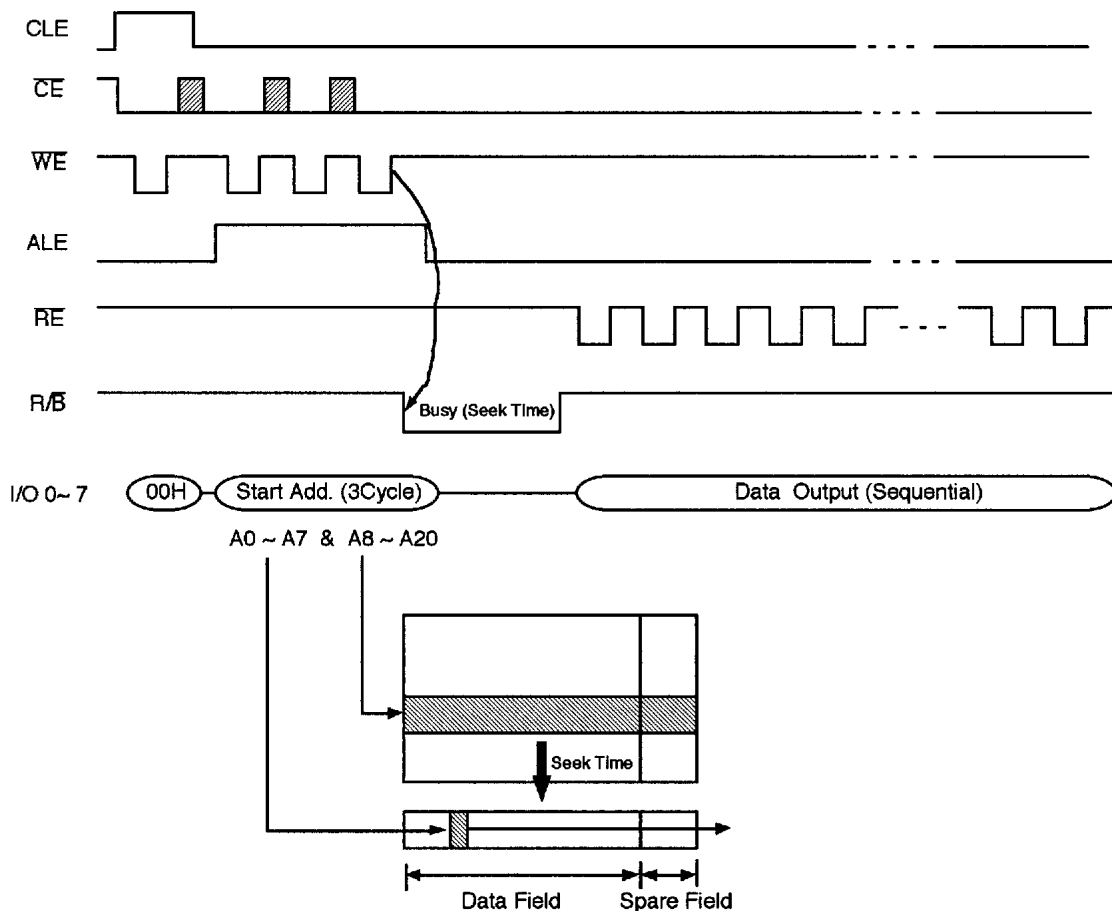 CLE
CE
WE
ALE
RE
R/B
Busy (Seek Time)
I/O 0~ 7
00H
Start Add. (3Cycle)
Data Output (Sequential)
A0 ~ A7 & A8 ~ A20
Seek Time
Data Field
Spare Field